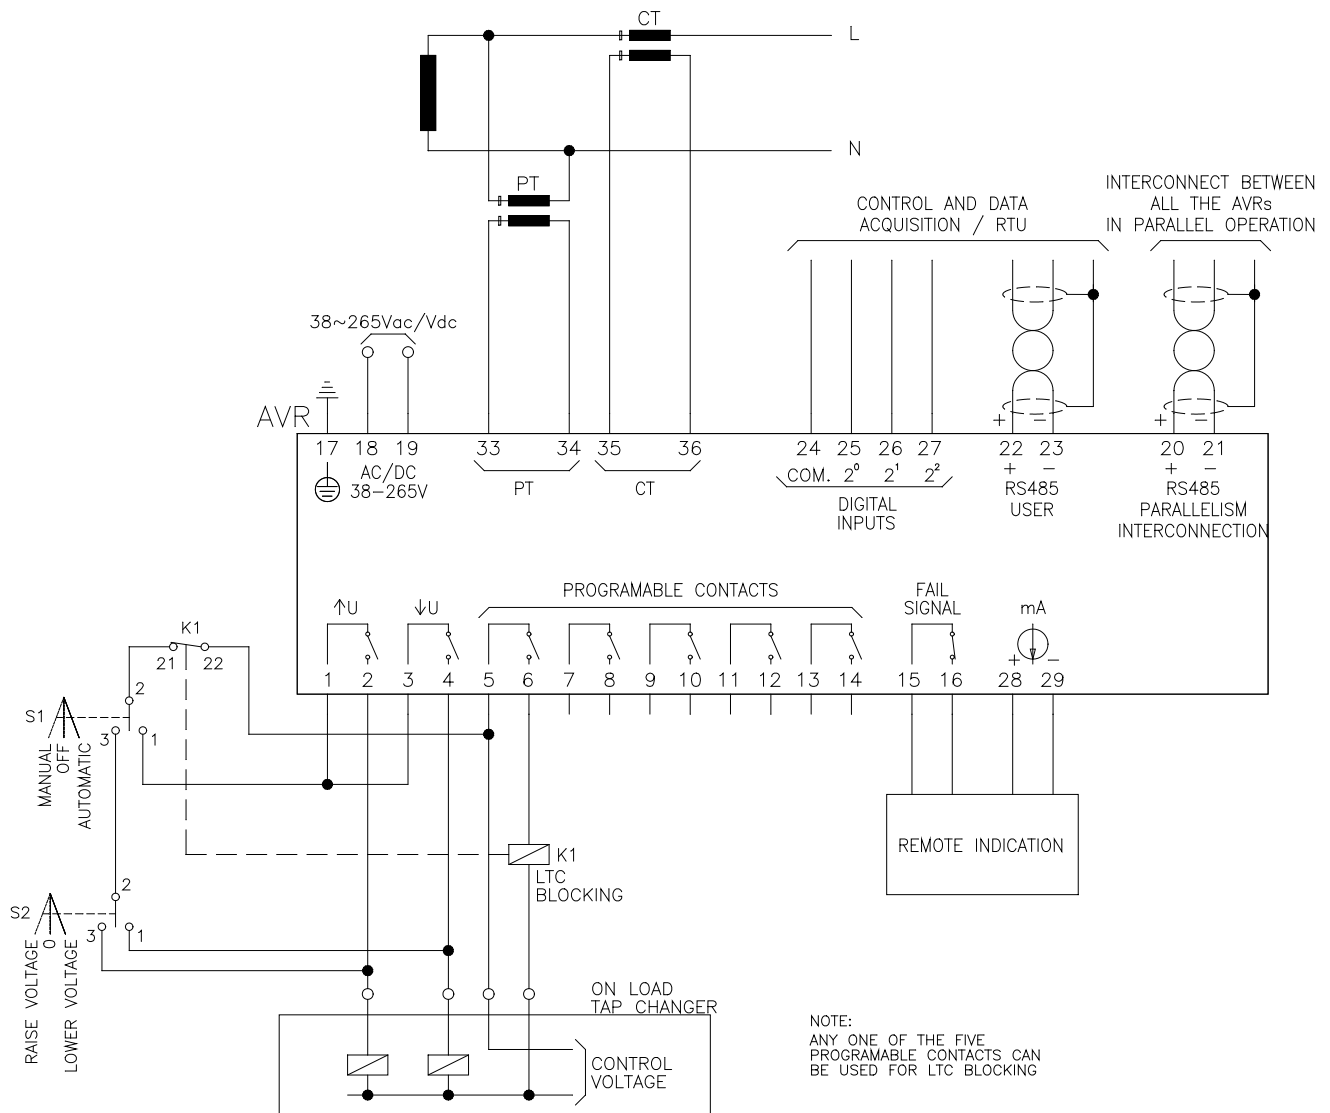 CT
L
N
PT
CONTROL AND DATA
ACQUISITION / RTU
INTERCONNECT BETWEEN
ALL THE AVRs
IN PARALLEL OPERATION
38~265Vac/Vdc
AVR
+ − + −
17 18 19 33 34 35 36 24 25 26 27 22 23 20 21
AC/DC
38−265V
PT
CT
COM. 2⁰ 2¹ 2²
DIGITAL
INPUTS
+ −
RS485
USER
+ −
RS485
PARALLELISM
INTERCONNECTION
PROGRAMABLE CONTACTS
↑U
↓U
FAIL
SIGNAL
mA
+ −
1 2 3 4 5 6 7 8 9 10 11 12 13 14 15 16 28 29
K1
21 22
S1
2
3 1
MANUAL
OFF
AUTOMATIC
K1
LTC
BLOCKING
REMOTE INDICATION
S2
2
3 1
RAISE VOLTAGE
0
LOWER VOLTAGE
ON LOAD
TAP CHANGER
CONTROL
VOLTAGE
NOTE:
ANY ONE OF THE FIVE
PROGRAMABLE CONTACTS CAN
BE USED FOR LTC BLOCKING